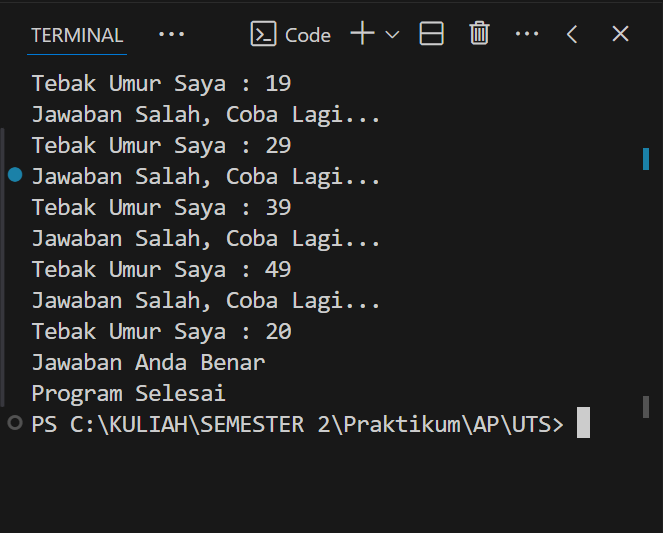 TERMINAL ... Code ...
Tebak Umur Saya : 19
Jawaban Salah, Coba Lagi...
Tebak Umur Saya : 29
Jawaban Salah, Coba Lagi...
Tebak Umur Saya : 39
Jawaban Salah, Coba Lagi...
Tebak Umur Saya : 49
Jawaban Salah, Coba Lagi...
Tebak Umur Saya : 20
Jawaban Anda Benar
Program Selesai
PS C:\KULIAH\SEMESTER 2\Praktikum\AP\UTS>